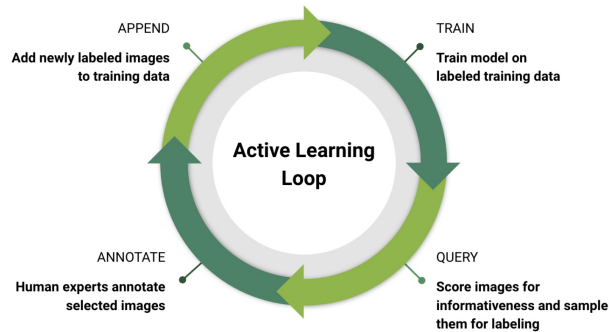 APPEND
Add newly labeled images
to training data
TRAIN
Train model on
labeled training data
Active Learning
Loop
ANNOTATE
Human experts annotate
selected images
QUERY
Score images for
informativeness and sample
them for labeling